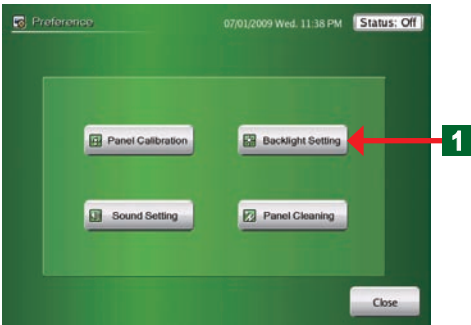 Preference 07/01/2009 Wed. 11:38 PM Status: Off
Panel Calibration Backlight Setting 1
Sound Setting Panel Cleaning
Close